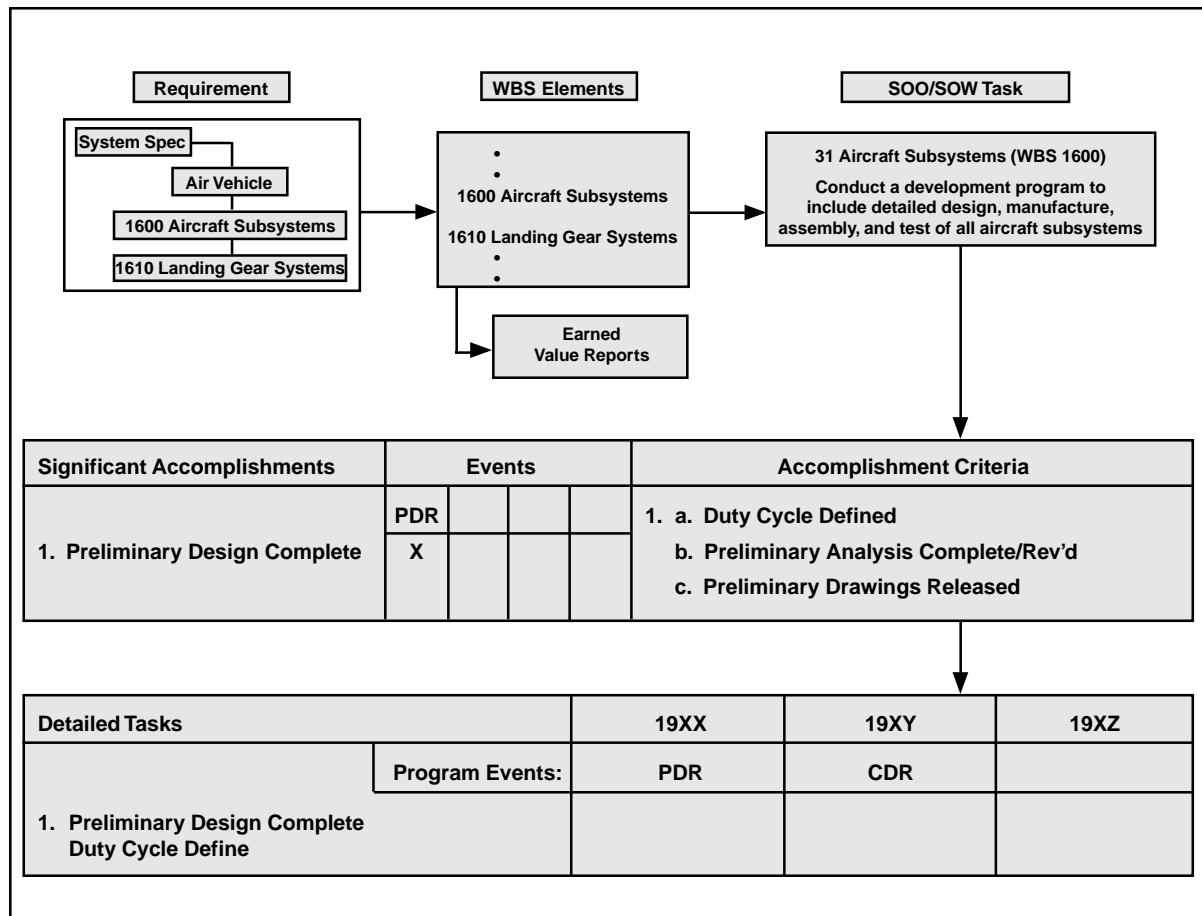 Requirement
WBS Elements
SOO/SOW Task
System Spec
Air Vehicle
1600 Aircraft Subsystems
1610 Landing Gear Systems
•
•
1600 Aircraft Subsystems
1610 Landing Gear Systems
•
•
31 Aircraft Subsystems (WBS 1600)
Conduct a development program to
include detailed design, manufacture,
assembly, and test of all aircraft subsystems
Earned
Value Reports
Significant Accomplishments
Events
Accomplishment Criteria
PDR
1. Preliminary Design Complete
X
1. a. Duty Cycle Defined
b. Preliminary Analysis Complete/Rev’d
c. Preliminary Drawings Released
Detailed Tasks
19XX
19XY
19XZ
Program Events:
PDR
CDR
1. Preliminary Design Complete
Duty Cycle Define